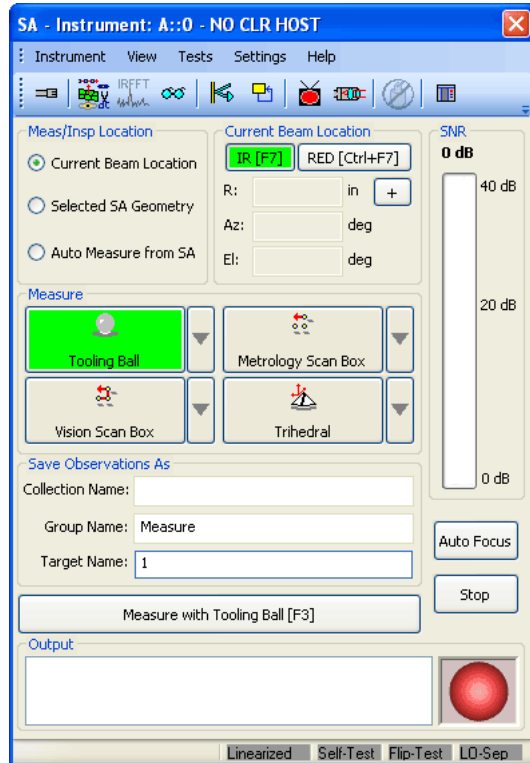 SA - Instrument: A::0 - NO CLR HOST
Instrument View Tests Settings Help
IRFFT
Meas/Insp Location
Current Beam Location
Selected SA Geometry
Auto Measure from SA
Current Beam Location
IR [F7] RED [Ctrl+F7]
R: in +
Az: deg
El: deg
SNR
0 dB
40 dB
20 dB
0 dB
Measure
Tooling Ball
Metrology Scan Box
Vision Scan Box
Trihedral
Save Observations As
Collection Name:
Group Name: Measure
Target Name: 1
Auto Focus
Stop
Measure with Tooling Ball [F3]
Output
Linearized Self-Test Flip-Test LO-Sep